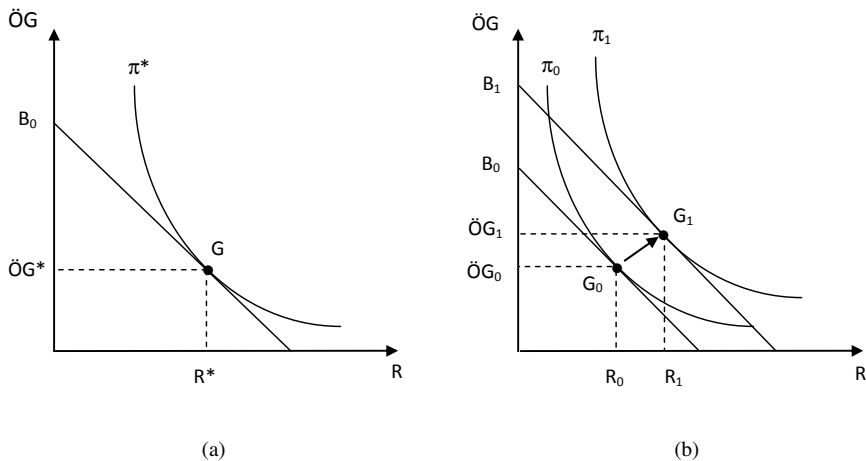 ÖG
π*
B₀
G
ÖG*
R*
R
(a)
ÖG
π₁
π₀
B₁
B₀
G₁
ÖG₁
ÖG₀
G₀
R₀ R₁
R
(b)